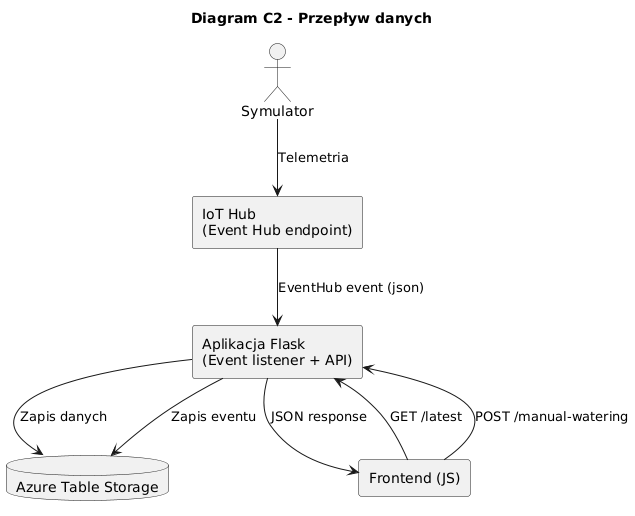 Diagram C2 - Przepływ danych
Symulator
Telemetria
IoT Hub
(Event Hub endpoint)
EventHub event (json)
Aplikacja Flask
(Event listener + API)
Zapis danych
Zapis eventu
JSON response
GET /latest
POST /manual-watering
Azure Table Storage
Frontend (JS)